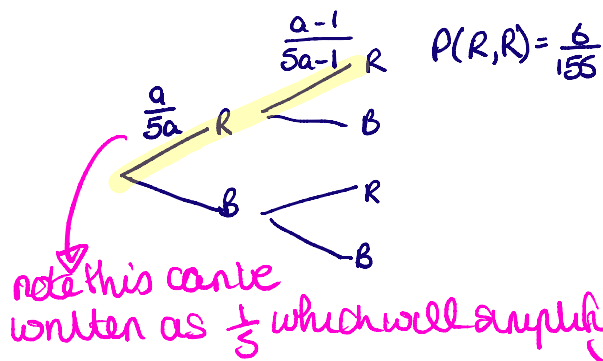 a-1
5a-1 R P(R,R) = 6
155
a
5a R
B
B R
B
note this can be
written as 1/5 which will simplify